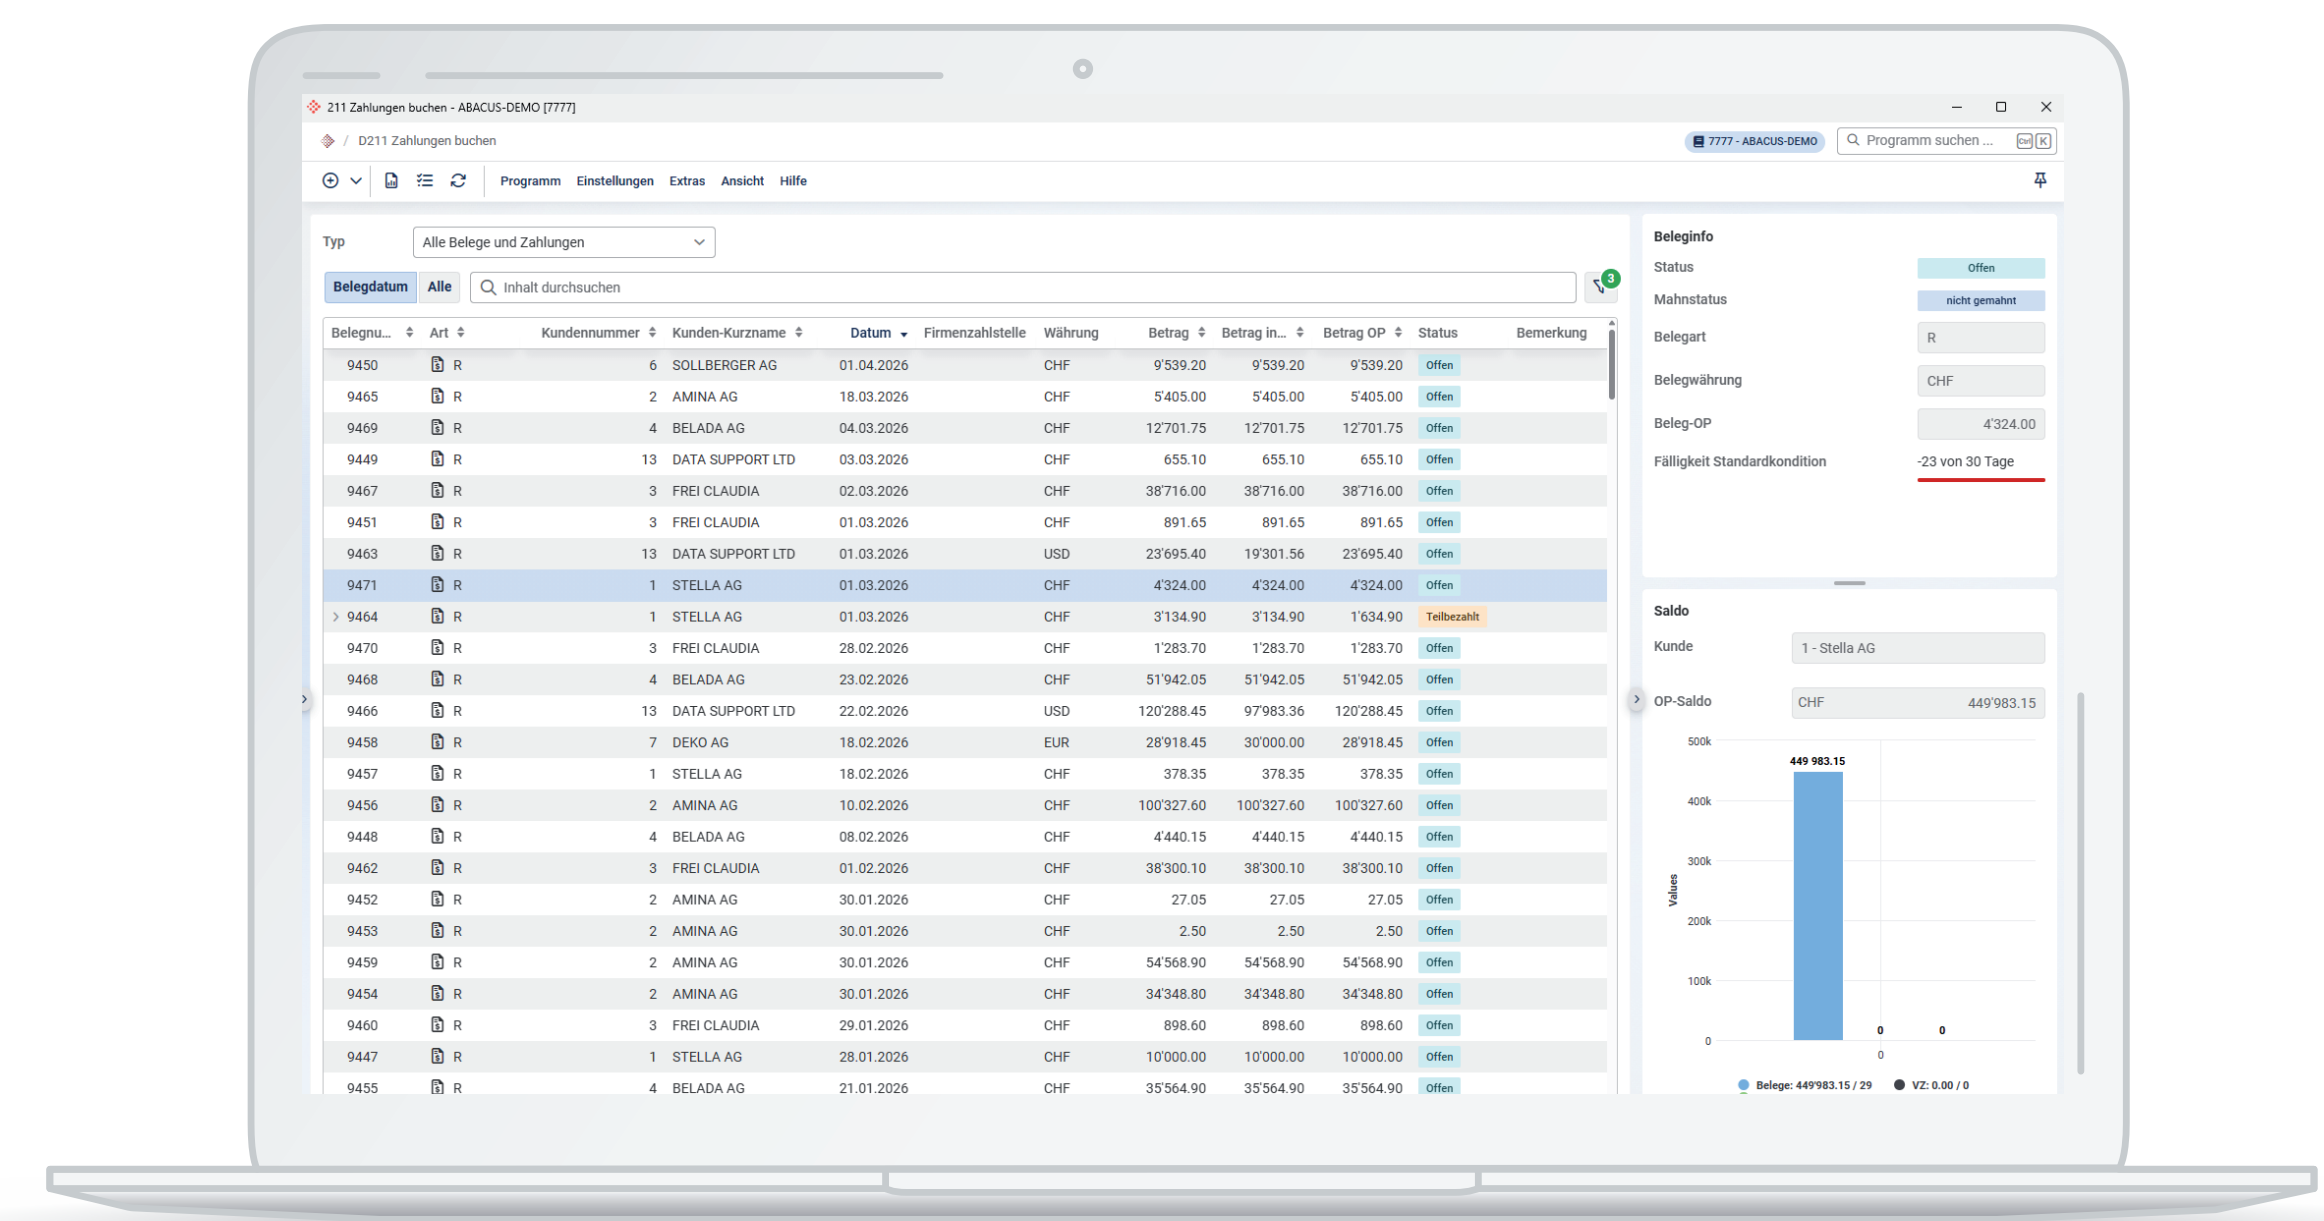 211 Zahlungen buchen - ABACUS-DEMO [7777]
/ D211 Zahlungen buchen
7777 - ABACUS-DEMO
Programm suchen ... Ctrl K
Programm Einstellungen Extras Ansicht Hilfe
Typ Alle Belege und Zahlungen
Belegdatum Alle Inhalt durchsuchen 3
Belegnu... Art Kundennummer Kunden-Kurzname Datum Firmenzahlstelle Währung Betrag Betrag in... Betrag OP Status Bemerkung
9450 R 6 SOLLBERGER AG 01.04.2026 CHF 9'539.20 9'539.20 9'539.20 Offen
9465 R 2 AMINA AG 18.03.2026 CHF 5'405.00 5'405.00 5'405.00 Offen
9469 R 4 BELADA AG 04.03.2026 CHF 12'701.75 12'701.75 12'701.75 Offen
9449 R 13 DATA SUPPORT LTD 03.03.2026 CHF 655.10 655.10 655.10 Offen
9467 R 3 FREI CLAUDIA 02.03.2026 CHF 38'716.00 38'716.00 38'716.00 Offen
9451 R 3 FREI CLAUDIA 01.03.2026 CHF 891.65 891.65 891.65 Offen
9463 R 13 DATA SUPPORT LTD 01.03.2026 USD 23'695.40 19'301.56 23'695.40 Offen
9471 R 1 STELLA AG 01.03.2026 CHF 4'324.00 4'324.00 4'324.00 Offen
9464 R 1 STELLA AG 01.03.2026 CHF 3'134.90 3'134.90 1'634.90 Teilbezahlt
9470 R 3 FREI CLAUDIA 28.02.2026 CHF 1'283.70 1'283.70 1'283.70 Offen
9468 R 4 BELADA AG 23.02.2026 CHF 51'942.05 51'942.05 51'942.05 Offen
9466 R 13 DATA SUPPORT LTD 22.02.2026 USD 120'288.45 97'983.36 120'288.45 Offen
9458 R 7 DEKO AG 18.02.2026 EUR 28'918.45 30'000.00 28'918.45 Offen
9457 R 1 STELLA AG 18.02.2026 CHF 378.35 378.35 378.35 Offen
9456 R 2 AMINA AG 10.02.2026 CHF 100'327.60 100'327.60 100'327.60 Offen
9448 R 4 BELADA AG 08.02.2026 CHF 4'440.15 4'440.15 4'440.15 Offen
9462 R 3 FREI CLAUDIA 01.02.2026 CHF 38'300.10 38'300.10 38'300.10 Offen
9452 R 2 AMINA AG 30.01.2026 CHF 27.05 27.05 27.05 Offen
9453 R 2 AMINA AG 30.01.2026 CHF 2.50 2.50 2.50 Offen
9459 R 2 AMINA AG 30.01.2026 CHF 54'568.90 54'568.90 54'568.90 Offen
9454 R 2 AMINA AG 30.01.2026 CHF 34'348.80 34'348.80 34'348.80 Offen
9460 R 3 FREI CLAUDIA 29.01.2026 CHF 898.60 898.60 898.60 Offen
9447 R 1 STELLA AG 28.01.2026 CHF 10'000.00 10'000.00 10'000.00 Offen
9455 R 4 BELADA AG 21.01.2026 CHF 35'564.90 35'564.90 35'564.90 Offen
Beleginfo
Status Offen
Mahnstatus nicht gemahnt
Belegart R
Belegwährung CHF
Beleg-OP 4'324.00
Fälligkeit Standardkondition -23 von 30 Tage
Saldo
Kunde 1 - Stella AG
OP-Saldo CHF 449'983.15
500k
449 983.15
400k
300k
Values
200k
100k
0 0
0
0
Belege: 449'983.15 / 29 VZ: 0.00 / 0